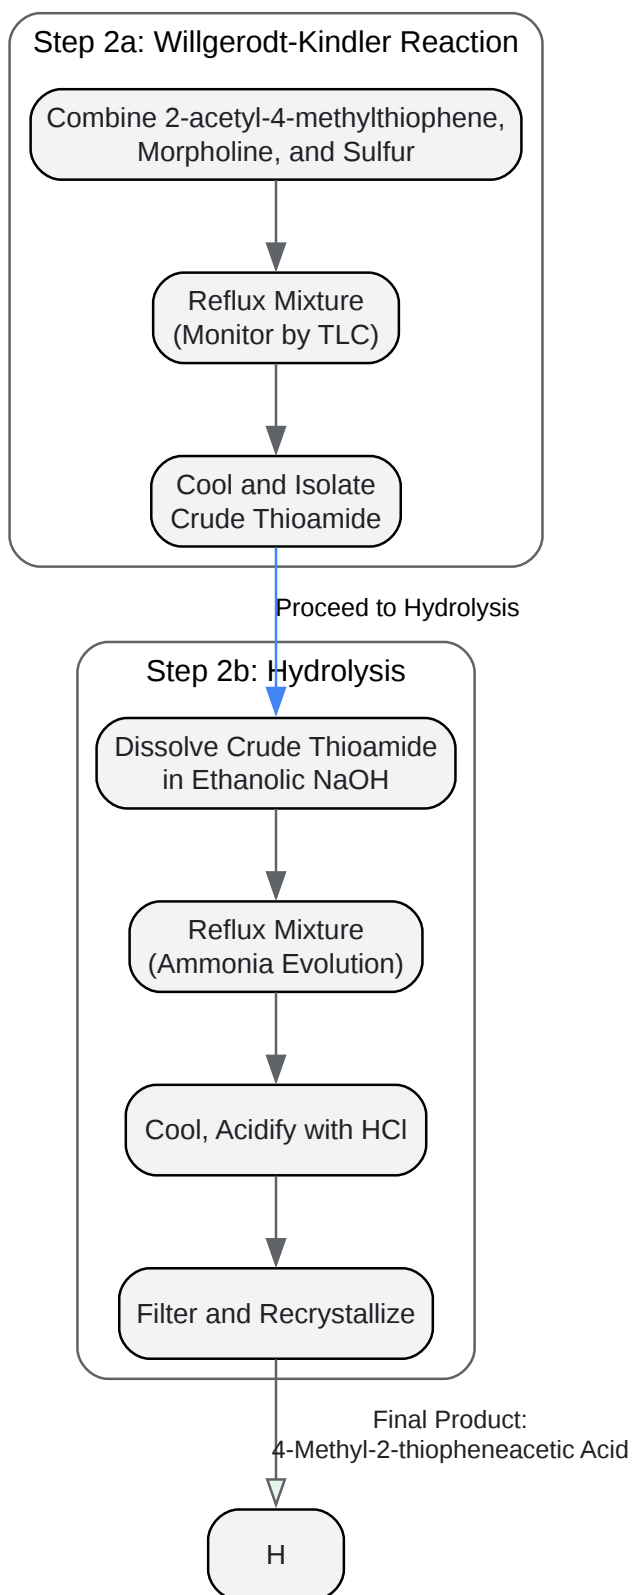 Step 2a: Willgerodt-Kindler Reaction
Combine 2-acetyl-4-methylthiophene,
Morpholine, and Sulfur
Reflux Mixture
(Monitor by TLC)
Cool and Isolate
Crude Thioamide
Proceed to Hydrolysis
Step 2b: Hydrolysis
Dissolve Crude Thioamide
in Ethanolic NaOH
Reflux Mixture
(Ammonia Evolution)
Cool, Acidify with HCl
Filter and Recrystallize
Final Product:
4-Methyl-2-thiopheneacetic Acid
H